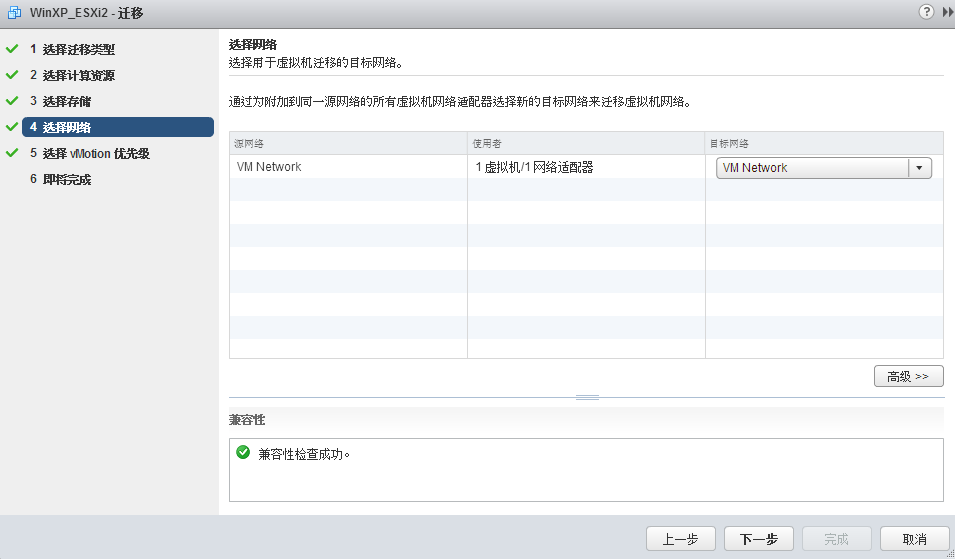 WinXP_ESXi2 - 迁移
1 选择迁移类型
2 选择计算资源
3 选择存储
4 选择网络
5 选择 vMotion 优先级
6 即将完成
选择网络
选择用于虚拟机迁移的目标网络。
通过为附加到同一源网络的所有虚拟机网络适配器选择新的目标网络来迁移虚拟机网络。
源网络 使用者 目标网络
VM Network 1 虚拟机/1 网络适配器 VM Network
高级 >>
兼容性
兼容性检查成功。
上一步 下一步 完成 取消